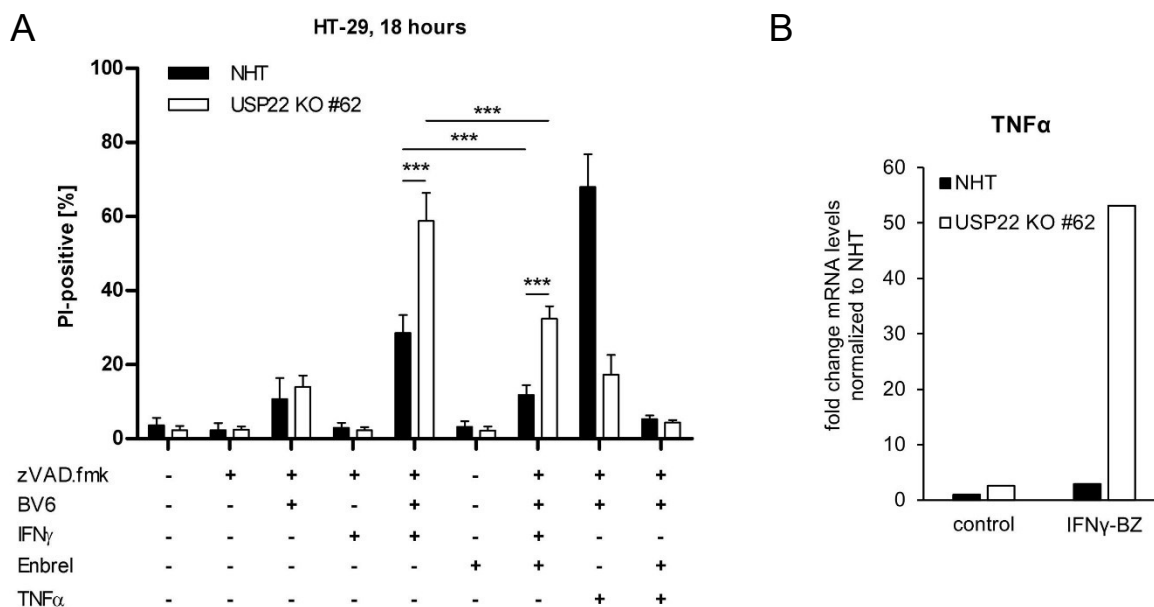 A
HT-29, 18 hours
NHT
USP22 KO #62
PI-positive [%]
100
80
60
40
20
0
***
***
***
***
zVAD.fmk - + + + + - + + +
BV6 - - + - + - + + +
IFNγ - - - + + - + - -
Enbrel - - - - - + + - +
TNFα - - - - - - - + +
B
TNFα
NHT
USP22 KO #62
fold change mRNA levels
normalized to NHT
60
50
40
30
20
10
0
control IFNγ-BZ